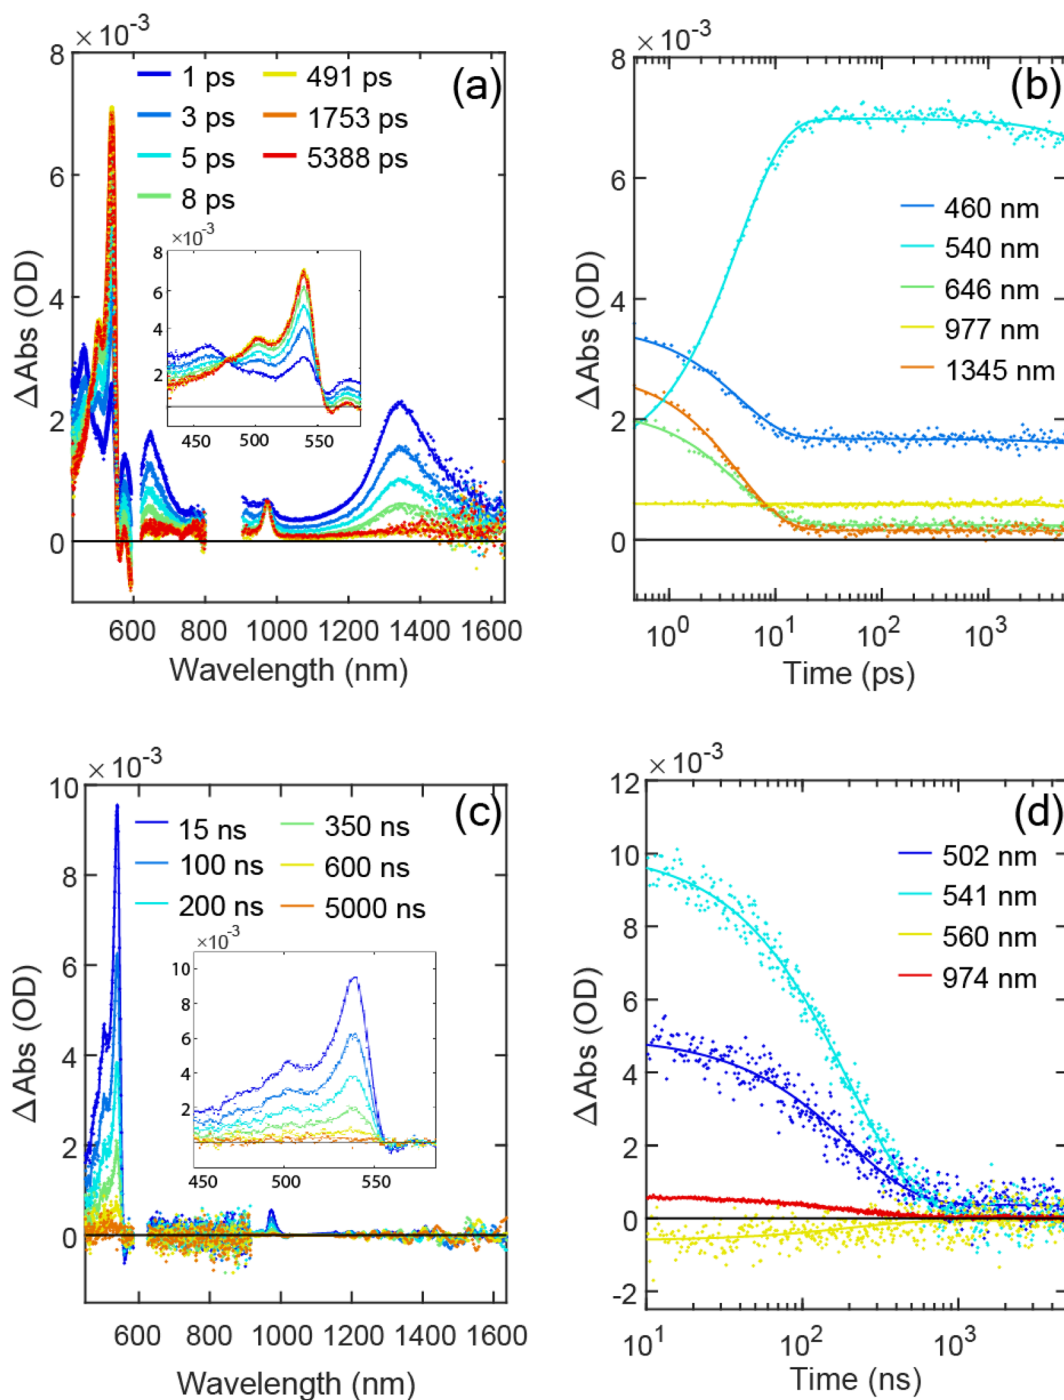 × 10⁻³
(a)
8
6
4
2
0
ΔAbs (OD)
1 ps
3 ps
5 ps
8 ps
491 ps
1753 ps
5388 ps
×10⁻³
8
6
4
2
450 500 550
600 800 1000 1200 1400 1600
Wavelength (nm)
× 10⁻³
(b)
8
6
4
2
0
ΔAbs (OD)
460 nm
540 nm
646 nm
977 nm
1345 nm
10⁰ 10¹ 10² 10³
Time (ps)
× 10⁻³
(c)
10
8
6
4
2
0
ΔAbs (OD)
15 ns
100 ns
200 ns
350 ns
600 ns
5000 ns
×10⁻³
10
8
6
4
2
450 500 550
600 800 1000 1200 1400 1600
Wavelength (nm)
× 10⁻³
(d)
12
10
8
6
4
2
0
-2
ΔAbs (OD)
502 nm
541 nm
560 nm
974 nm
10¹ 10² 10³
Time (ns)